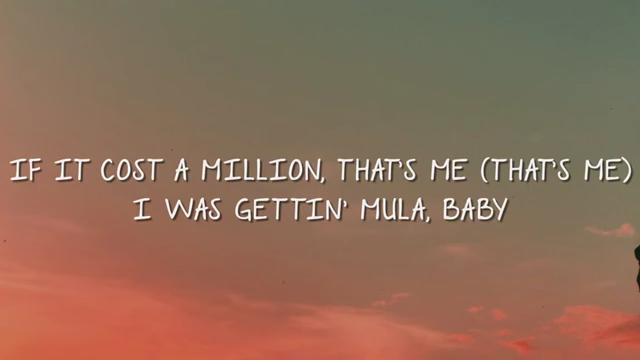 IF IT COST A MILLION, THAT'S ME (THAT'S ME)
I WAS GETTIN' MULA, BABY